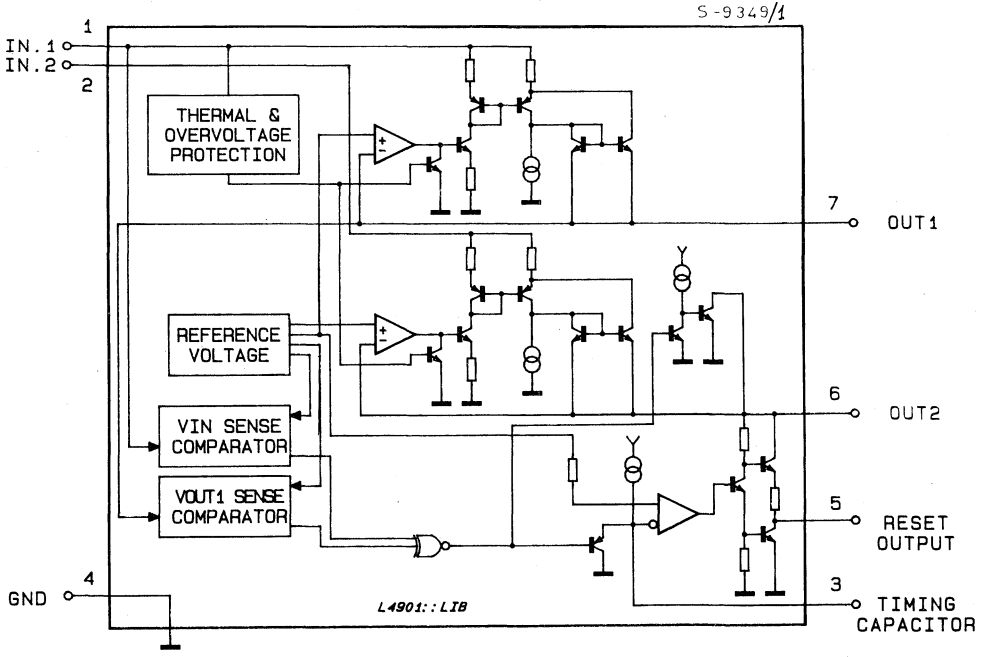 S-9349/1
1
IN.1
IN.2
2
THERMAL &
OVERVOLTAGE
PROTECTION
+
-
7
OUT1
REFERENCE
VOLTAGE
+
-
6
OUT2
VIN SENSE
COMPARATOR
VOUT1 SENSE
COMPARATOR
5
RESET
OUTPUT
4
GND
3
TIMING
CAPACITOR
L4901::LIB